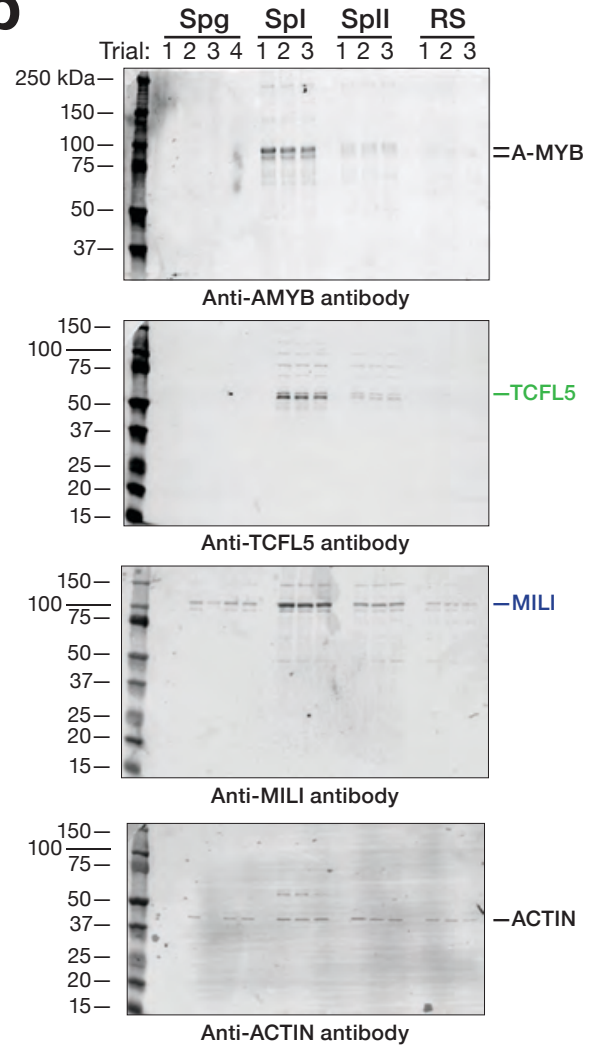 b
Spg SpI SpII RS
Trial: 1 2 3 4 1 2 3 1 2 3 1 2 3
250 kDa
150
100
A-MYB
75
50
37
Anti-AMYB antibody
150
100
75
TCFL5
50
37
25
20
15
Anti-TCFL5 antibody
150
100
MILI
75
50
37
25
20
15
Anti-MILI antibody
150
100
75
50
ACTIN
37
25
20
15
Anti-ACTIN antibody